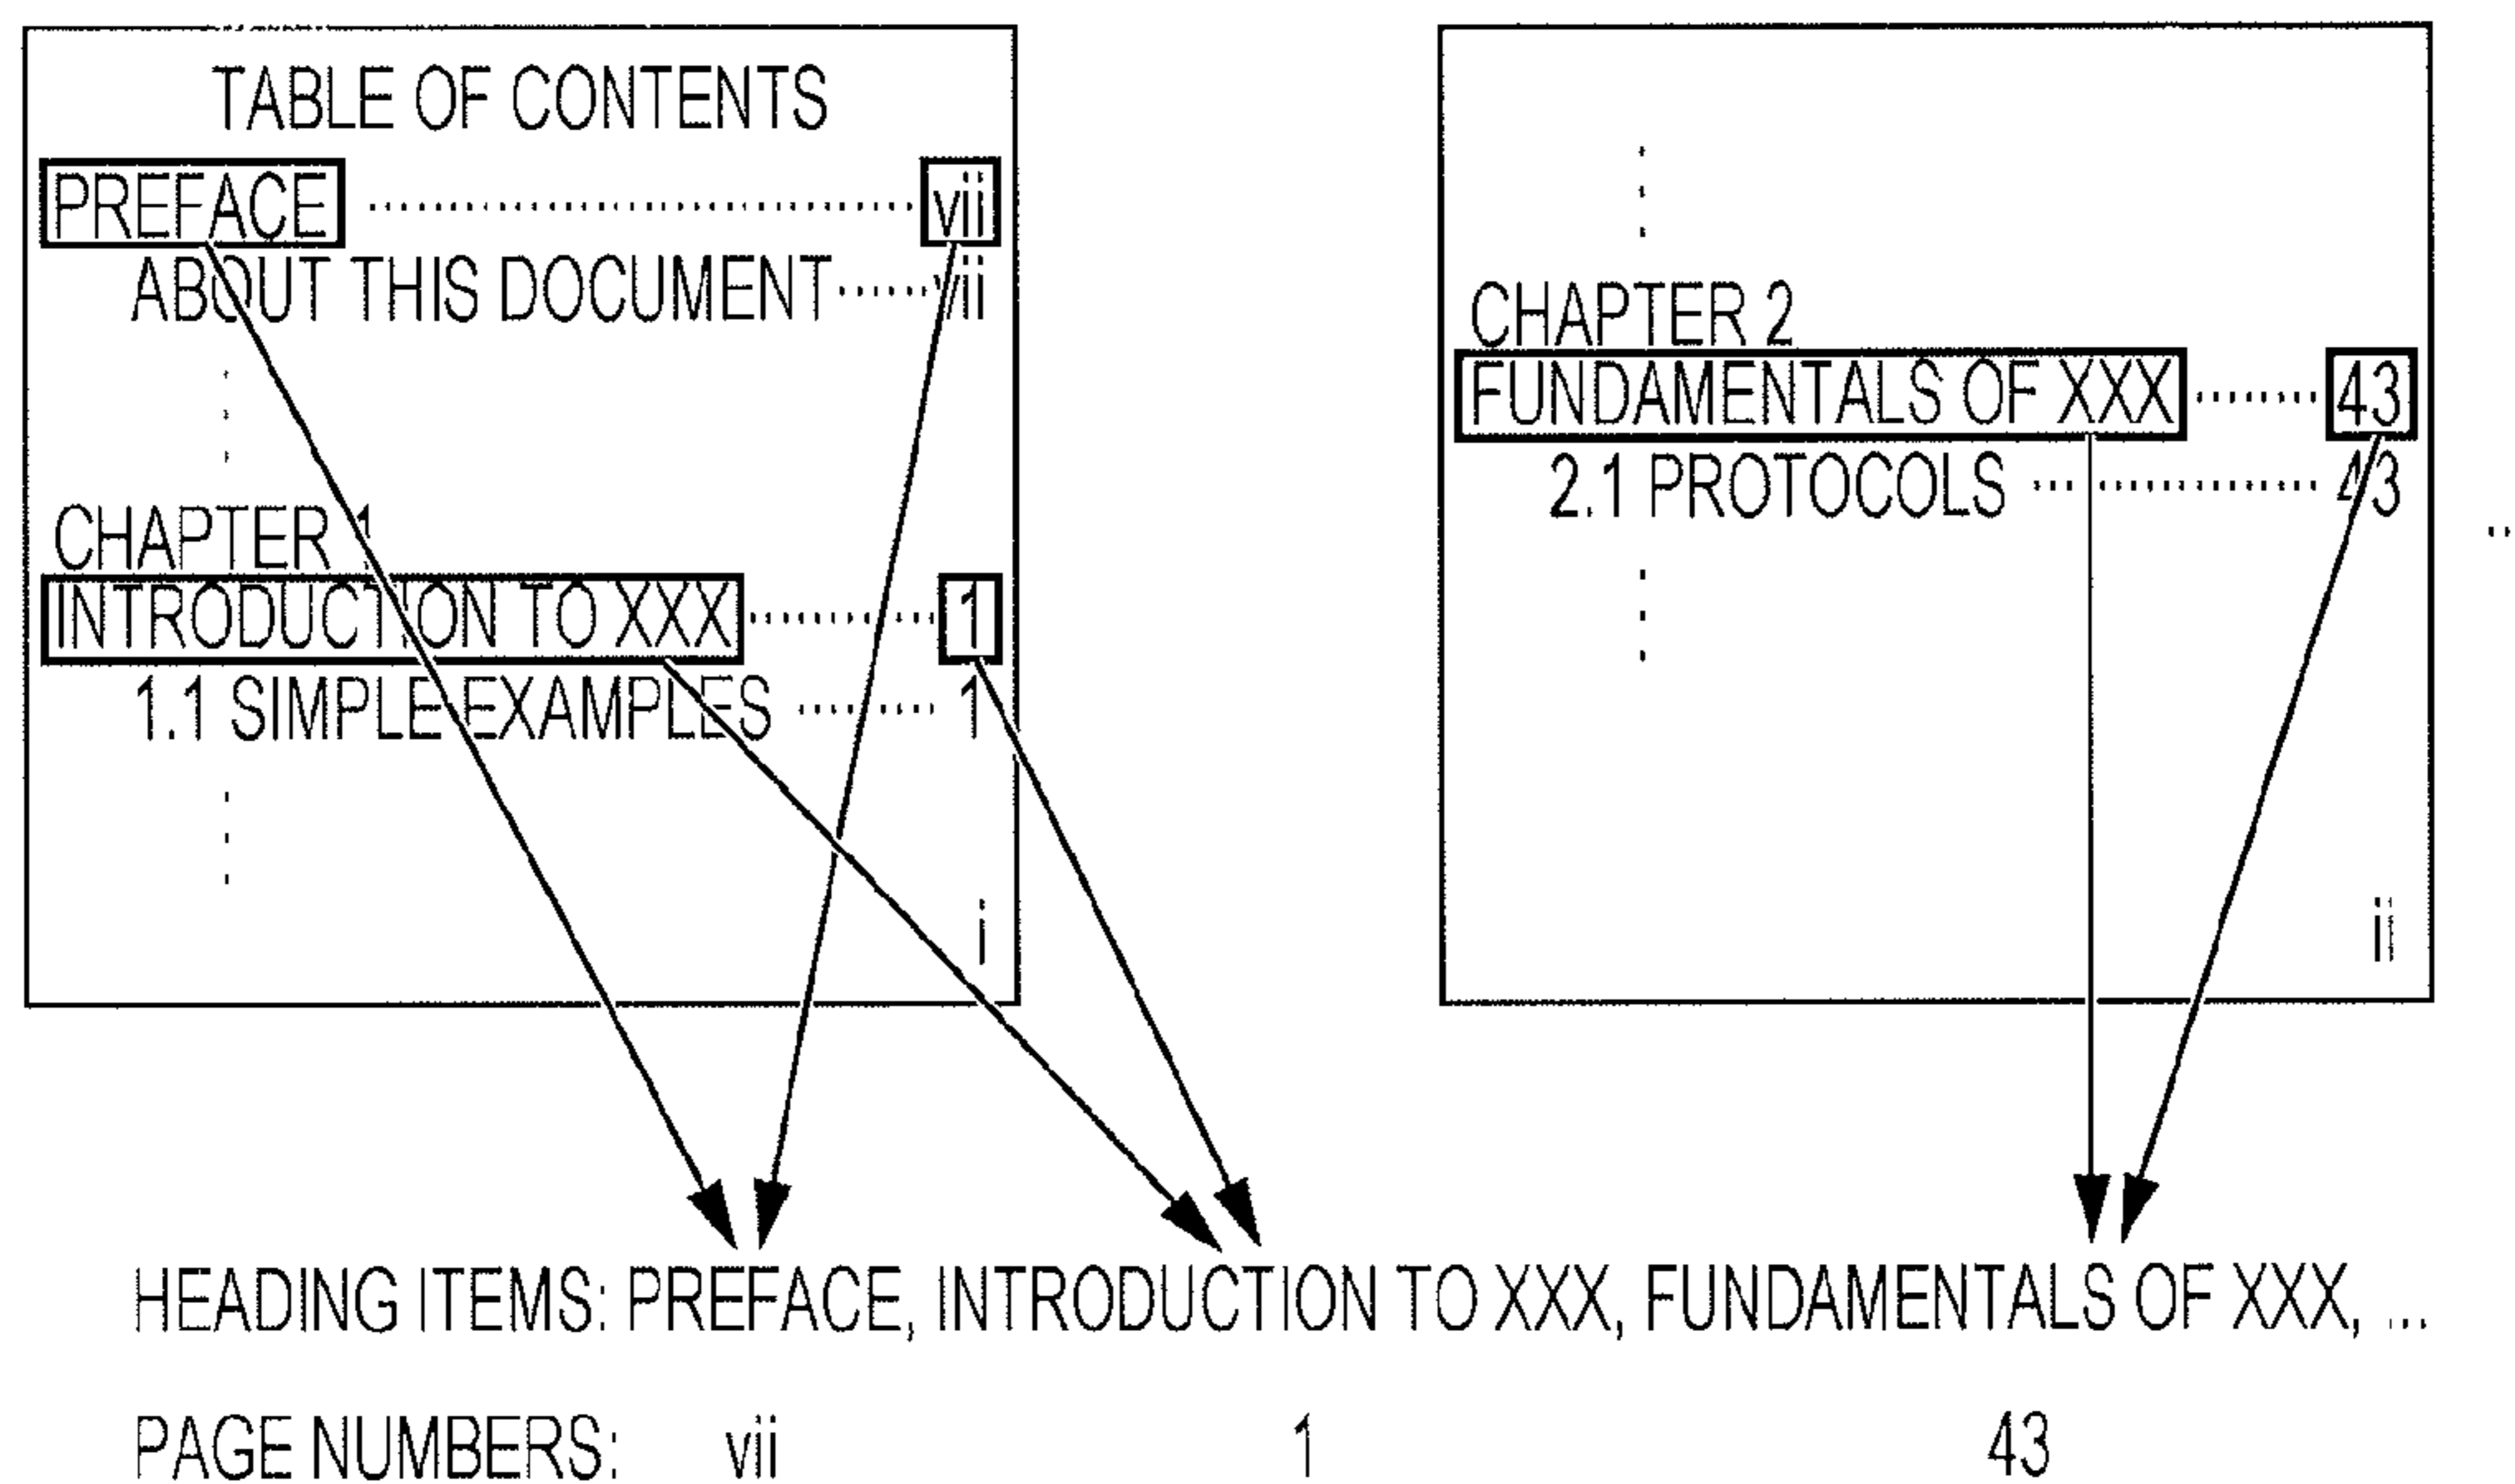 TABLE OF CONTENTS
PREFACE ........ vii
ABOUT THIS DOCUMENT ...... vii
CHAPTER 1
INTRODUCTION TO XXX ........ 1
1.1 SIMPLE EXAMPLES ...... 1
i
CHAPTER 2
FUNDAMENTALS OF XXX ...... 43
2.1 PROTOCOLS ........ 43
ii
HEADING ITEMS: PREFACE, INTRODUCTION TO XXX, FUNDAMENTALS OF XXX, ...
PAGE NUMBERS: vii 1 43